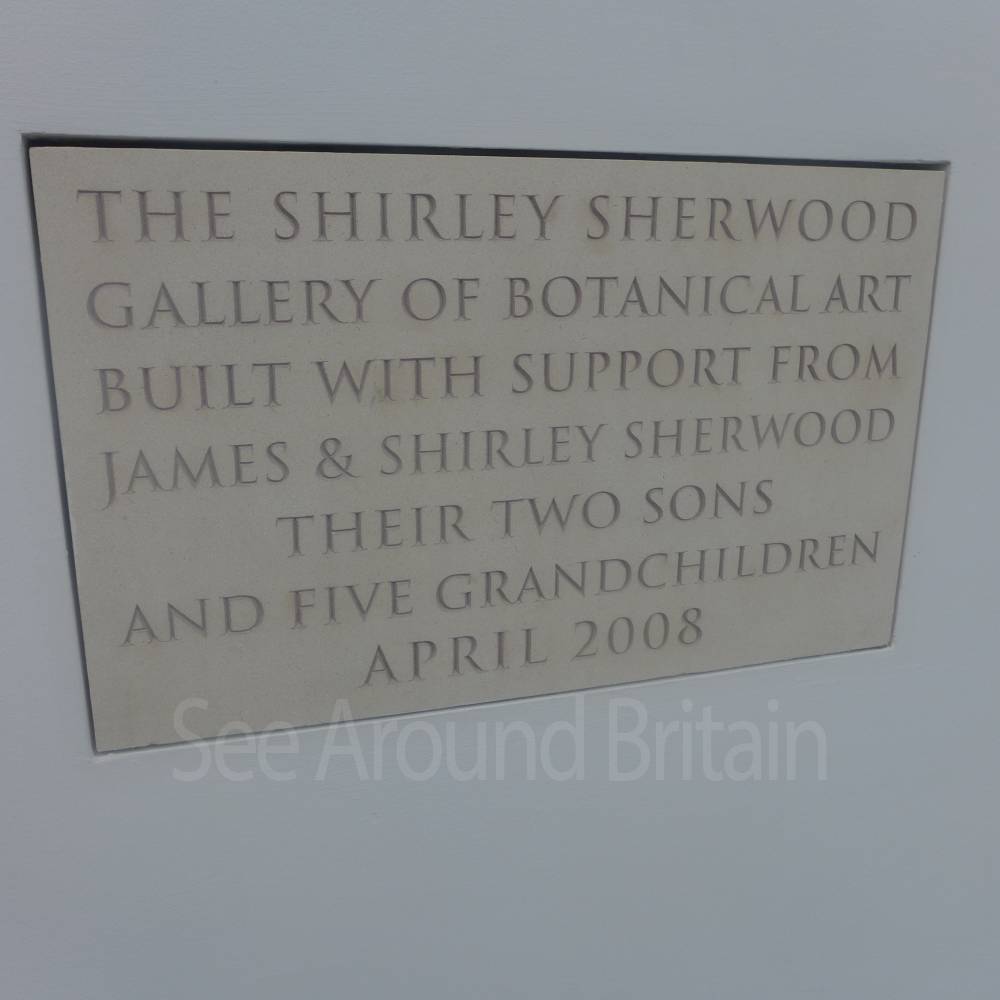 THE SHIRLEY SHERWOOD
GALLERY OF BOTANICAL ART
BUILT WITH SUPPORT FROM
JAMES & SHIRLEY SHERWOOD
THEIR TWO SONS
AND FIVE GRANDCHILDREN
APRIL 2008
See Around Britain